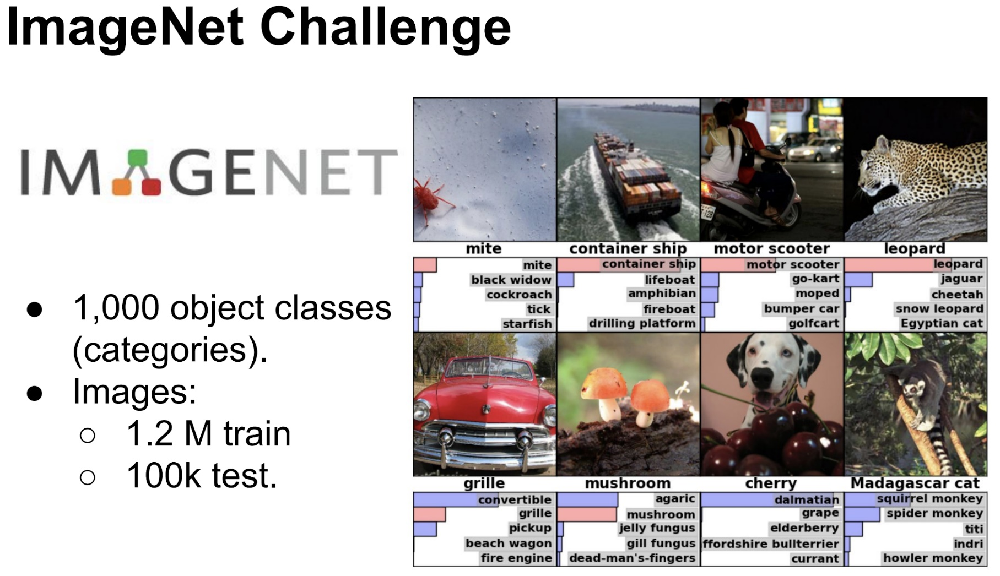 ImageNet Challenge
IMAGENET
● 1,000 object classes
(categories).
● Images:
○ 1.2 M train
○ 100k test.
mite container ship motor scooter leopard
mite container ship motor scooter leopard
black widow lifeboat go-kart jaguar
cockroach amphibian moped cheetah
tick fireboat bumper car snow leopard
starfish drilling platform golfcart Egyptian cat
grille mushroom cherry Madagascar cat
convertible agaric dalmatian squirrel monkey
grille mushroom grape spider monkey
pickup jelly fungus elderberry titi
beach wagon gill fungus ffordshire bullterrier indri
fire engine dead-man's-fingers currant howler monkey